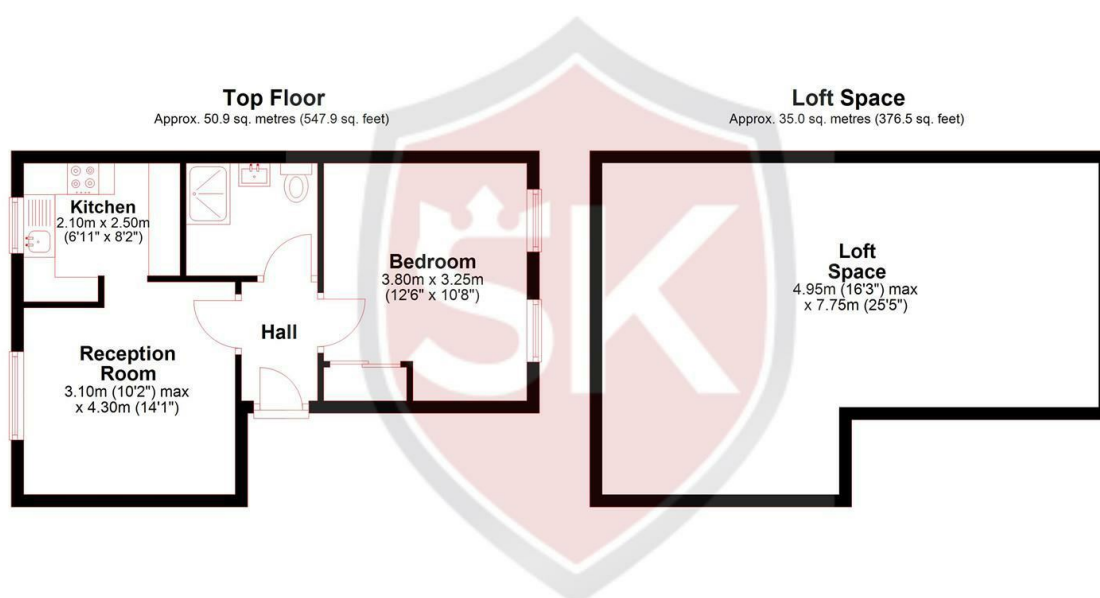 Top Floor
Approx. 50.9 sq. metres (547.9 sq. feet)
Loft Space
Approx. 35.0 sq. metres (376.5 sq. feet)
Kitchen
2.10m x 2.50m
(6'11" x 8'2")
Bedroom
3.80m x 3.25m
(12'6" x 10'8")
Hall
Reception
Room
3.10m (10'2") max
x 4.30m (14'1")
Loft
Space
4.95m (16'3") max
x 7.75m (25'5")
SK